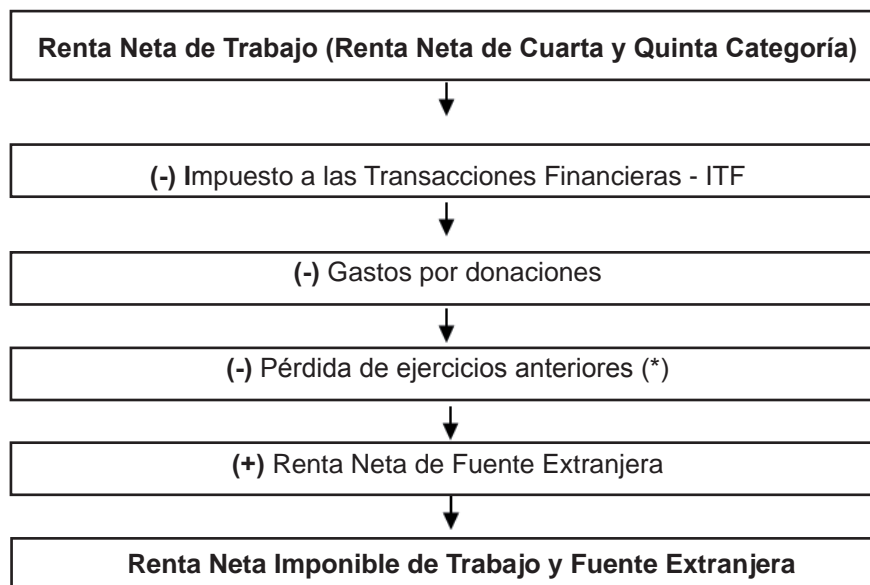 Renta Neta de Trabajo (Renta Neta de Cuarta y Quinta Categoría)
(-) Impuesto a las Transacciones Financieras - ITF
(-) Gastos por donaciones
(-) Pérdida de ejercicios anteriores (*)
(+) Renta Neta de Fuente Extranjera
Renta Neta Imponible de Trabajo y Fuente Extranjera